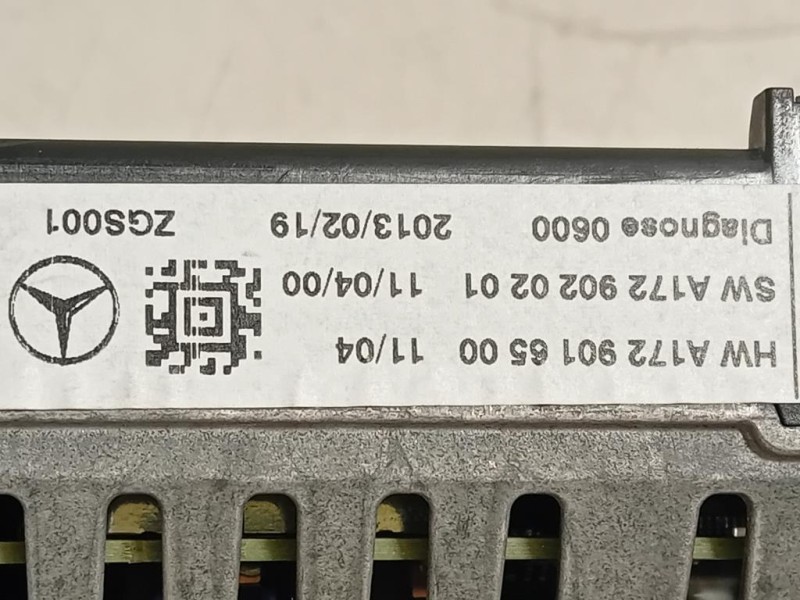 HW A172 901 65 00 11/04
SW A172 902 02 01 11/04/00
Diagnose 0600 2013/02/19 ZGS001